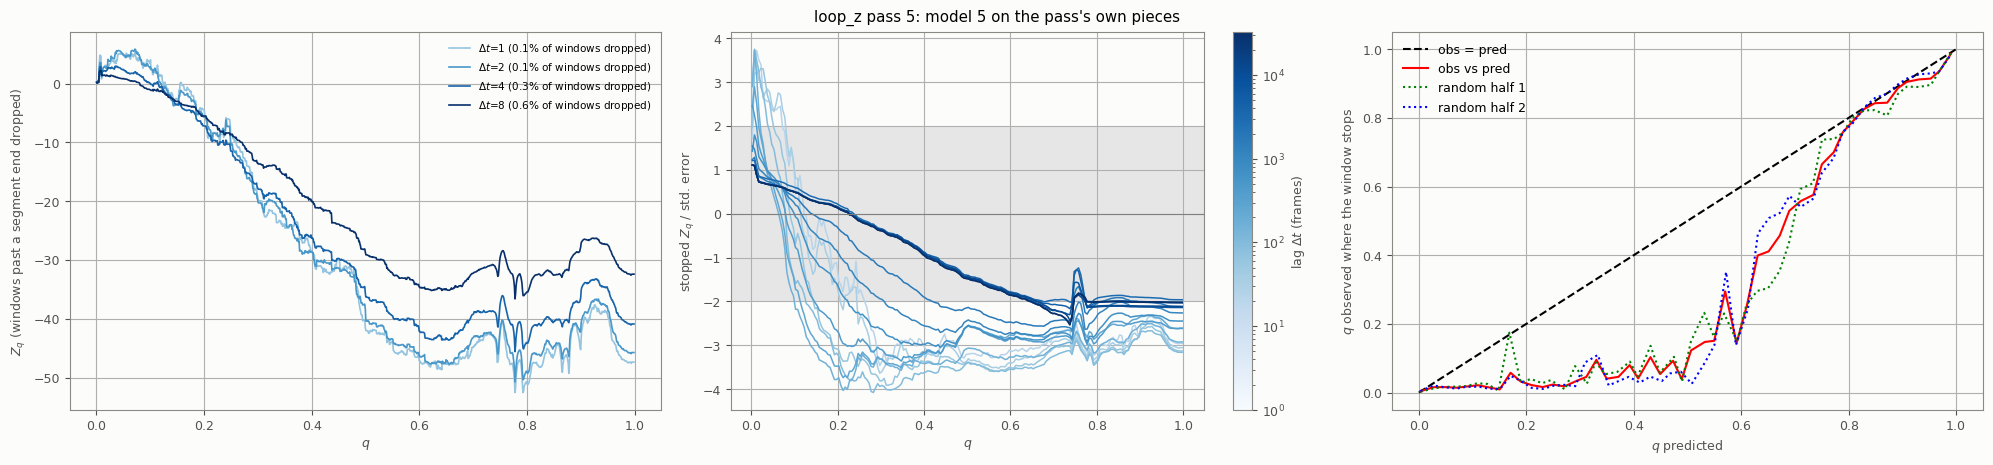 loop_z pass 5: model 5 on the pass's own pieces
Z_q (windows past a segment end dropped)
0
−10
−20
−30
−40
−50
0.0
0.2
0.4
0.6
0.8
1.0
q
Δt=1 (0.1% of windows dropped)
Δt=2 (0.1% of windows dropped)
Δt=4 (0.3% of windows dropped)
Δt=8 (0.6% of windows dropped)
stopped Z_q / std. error
4
3
2
1
0
−1
−2
−3
−4
0.0
0.2
0.4
0.6
0.8
1.0
q
10^4
10^3
10^2
10^1
10^0
lag Δt (frames)
q observed where the window stops
1.0
0.8
0.6
0.4
0.2
0.0
0.0
0.2
0.4
0.6
0.8
1.0
q predicted
obs = pred
obs vs pred
random half 1
random half 2